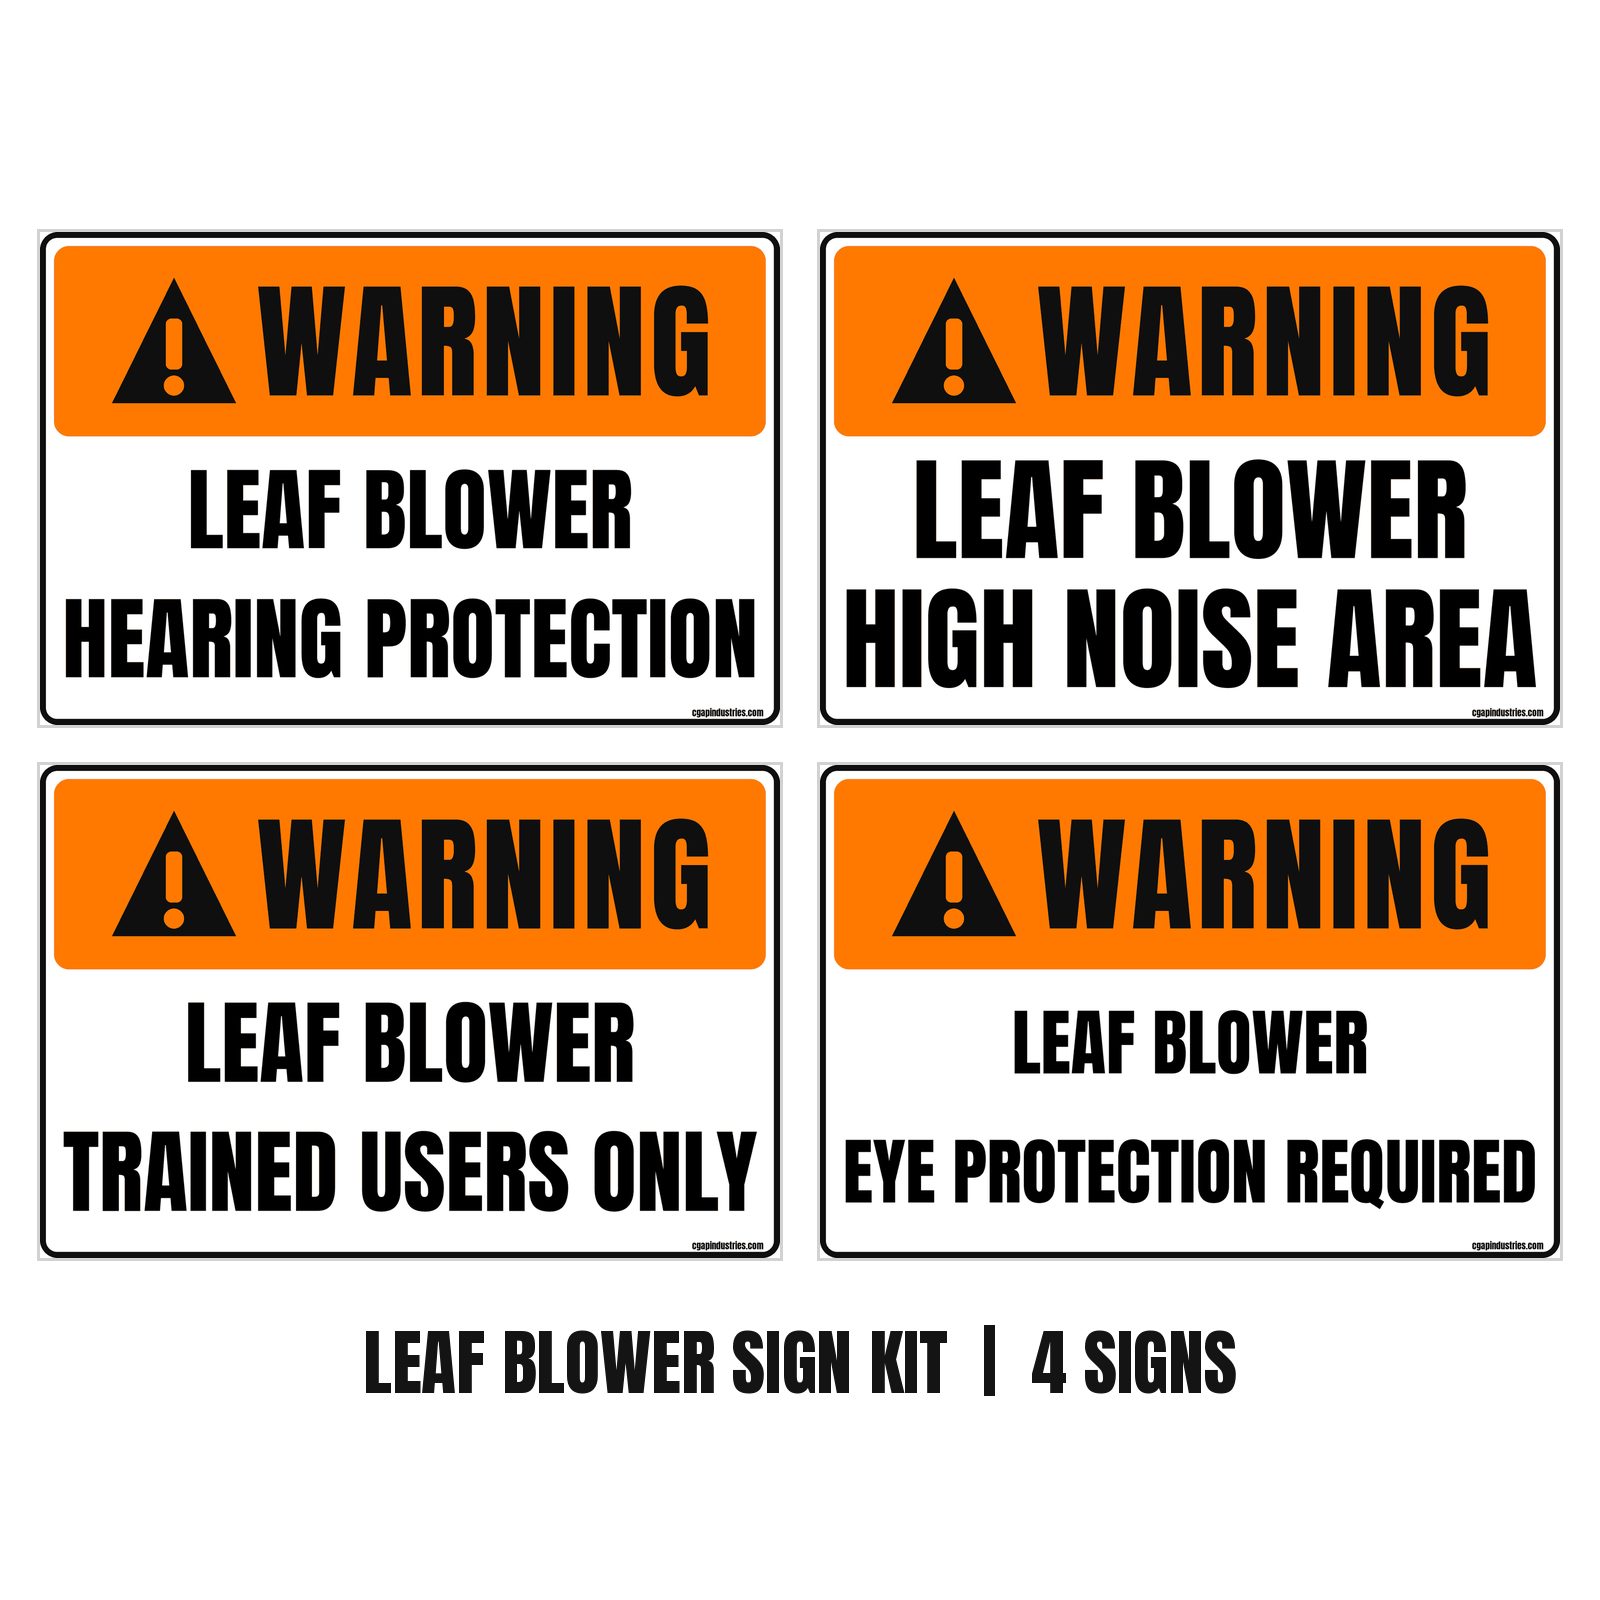 WARNING
LEAF BLOWER
HEARING PROTECTION
cgapindustries.com
WARNING
LEAF BLOWER
HIGH NOISE AREA
cgapindustries.com
WARNING
LEAF BLOWER
TRAINED USERS ONLY
cgapindustries.com
WARNING
LEAF BLOWER
EYE PROTECTION REQUIRED
cgapindustries.com
LEAF BLOWER SIGN KIT | 4 SIGNS